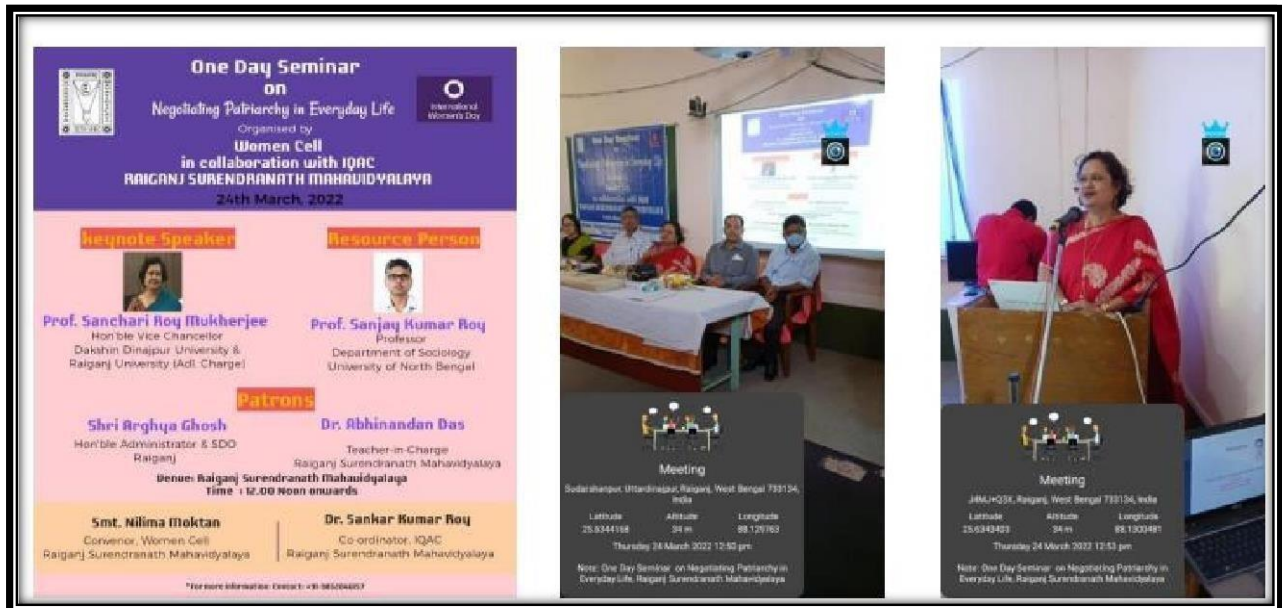 One Day Seminar
on
Negotiating Patriarchy in Everyday Life
Organised by
Women Cell
in collaboration with IQAC
RAIGANJ SURENDRANATH MAHAVIDYALAYA
24th March, 2022
International
Women's Day
keynote Speaker
Prof. Sanchari Roy Mukherjee
Hon'ble Vice Chancellor
Dakshin Dinajpur University &
Raiganj University (Adl. Charge)
Resource Person
Prof. Sanjay Kumar Roy
Professor
Department of Sociology
University of North Bengal
Patrons
Shri Arghya Ghosh
Hon'ble Administrator & SDO
Raiganj
Dr. Abhinandan Das
Teacher-in-Charge
Raiganj Surendranath Mahavidyalaya
Venue: Raiganj Surendranath Mahavidyalaya
Time : 12.00 Noon onwards
Smt. Nilima Moktan
Convenor, Women Cell
Raiganj Surendranath Mahavidyalaya
Dr. Sankar Kumar Roy
Co-ordinator, IQAC
Raiganj Surendranath Mahavidyalaya
*For more information Contact:
One Day Seminar
Meeting
Sudarshanpur, Uttardinajpur, Raiganj, West Bengal 733134,
India
Latitude Altitude Longitude
25.6344168 34 m 88.129763
Thursday 24 March 2022 12:50 pm
Note: One Day Seminar on Negotiating Patriarchy in
Everyday Life, Raiganj Surendranath Mahavidyalaya
Meeting
J4MJ+Q3X, Raiganj, West Bengal 733134, India
Latitude Altitude Longitude
25.6343403 34 m 88.1300481
Thursday 24 March 2022 12:53 pm
Note: One Day Seminar on Negotiating Patriarchy in
Everyday Life, Raiganj Surendranath Mahavidyalaya